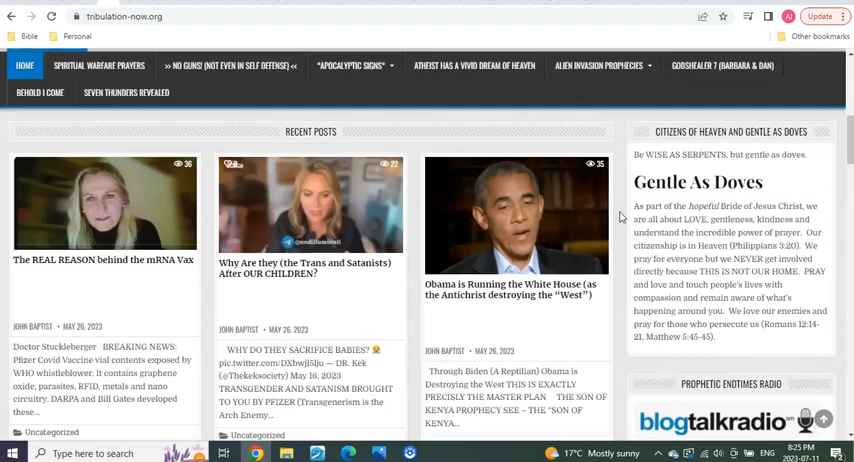 tribulation-now.org
AI
Update
Bible
Personal
Other bookmarks
HOME
SPIRITUAL WARFARE PRAYERS
>> NO GUNS! (NOT EVEN IN SELF DEFENSE) <<
*APOCALYPTIC SIGNS*
ATHEIST HAS A VIVID DREAM OF HEAVEN
ALIEN INVASION PROPHECIES
GODSHEALER 7 (BARBARA & DAN)
BEHOLD I COME
SEVEN THUNDERS REVEALED
RECENT POSTS
36
The REAL REASON behind the mRNA Vax
JOHN BAPTIST • MAY 26, 2023
Doctor Stuckleberger BREAKING NEWS:
Pfizer Covid Vaccine vial contents exposed by
WHO whistleblower. It contains graphene
oxide, parasites, RFID, metals and nano
circuitry. DARPA and Bill Gates developed
these...
Uncategorized
22
@endilluminati
Why Are they (the Trans and Satanists)
After OUR CHILDREN?
JOHN BAPTIST • MAY 26, 2023
WHY DO THEY SACRIFICE BABIES? 😢
pic.twitter.com/DXbwjl5lju — DR. Kek
(@Thekeksociety) May 16, 2023
TRANSGENDER AND SATANISM BROUGHT
TO YOU BY PFIZER (Transgenerism is the
Arch Enemy...
Uncategorized
35
Obama is Running the White House (as
the Antichrist destroying the “West”)
JOHN BAPTIST • MAY 26, 2023
Through Biden (A Reptilian) Obama is
Destroying the West THIS IS EXACTLY
PRECISLY THE MASTER PLAN THE SON OF
KENYA PROPHECY SEE – THE “SON OF
KENYA...
CITIZENS OF HEAVEN AND GENTLE AS DOVES
Be WISE AS SERPENTS, but gentle as doves.
Gentle As Doves
As part of the hopeful Bride of Jesus Christ, we
are all about LOVE, gentleness, kindness and
understand the incredible power of prayer. Our
citizenship is in Heaven (Philippians 3:20). We
pray for everyone but we NEVER get involved
directly because THIS IS NOT OUR HOME. PRAY
and love and touch people's lives with
compassion and remain aware of what's
happening around you. We love our enemies and
pray for those who persecute us (Romans 12:14-
21, Matthew 5:45-45).
PROPHETIC ENDTIMES RADIO
blogtalkradio
Type here to search
17°C Mostly sunny
ENG
8:25 PM
2023-07-11
2